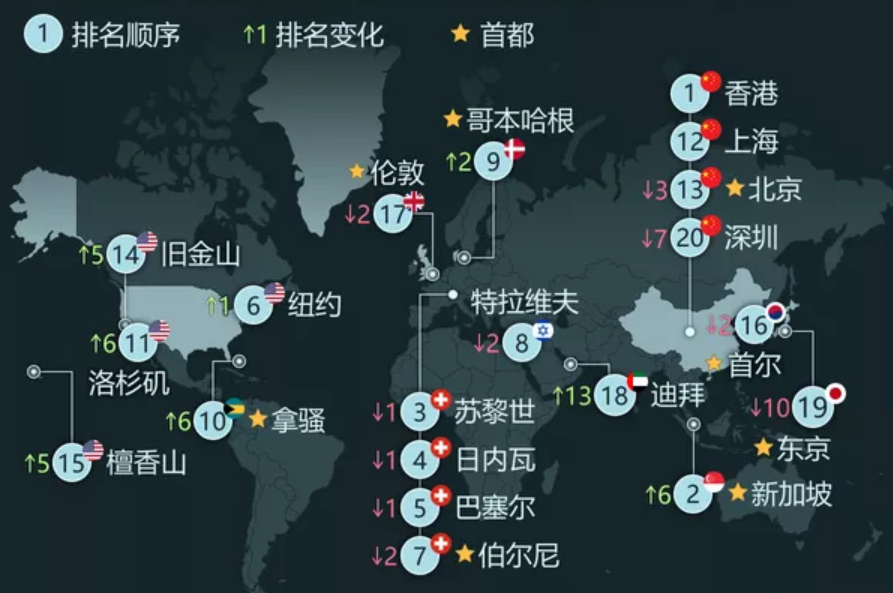 1 排名顺序 ↑1 排名变化 首都
1 香港
12 上海
↓3 13 北京
↓7 20 深圳
哥本哈根
↑2 9
伦敦
↓2 17
↑5 14 旧金山
↑1 6 纽约
↑6 11
洛杉矶
特拉维夫
↓2 8
↓2 16
首尔
↑13 18 迪拜
↓10 19
东京
↑6 10 拿骚
↑5 15 檀香山
↓1 3 苏黎世
↓1 4 日内瓦
↓1 5 巴塞尔
↓2 7 伯尔尼
↑6 2 新加坡